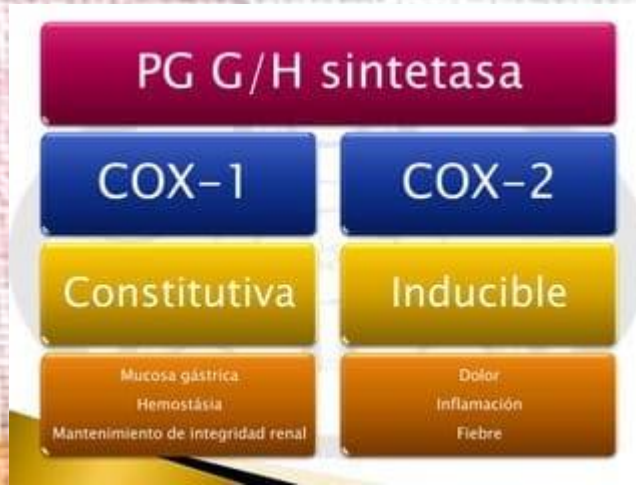 PG G/H sintetasa
COX-1
COX-2
Constitutiva
Inducible
Mucosa gástrica
Hemostásia
Mantenimiento de integridad renal
Dolor
Inflamación
Fiebre